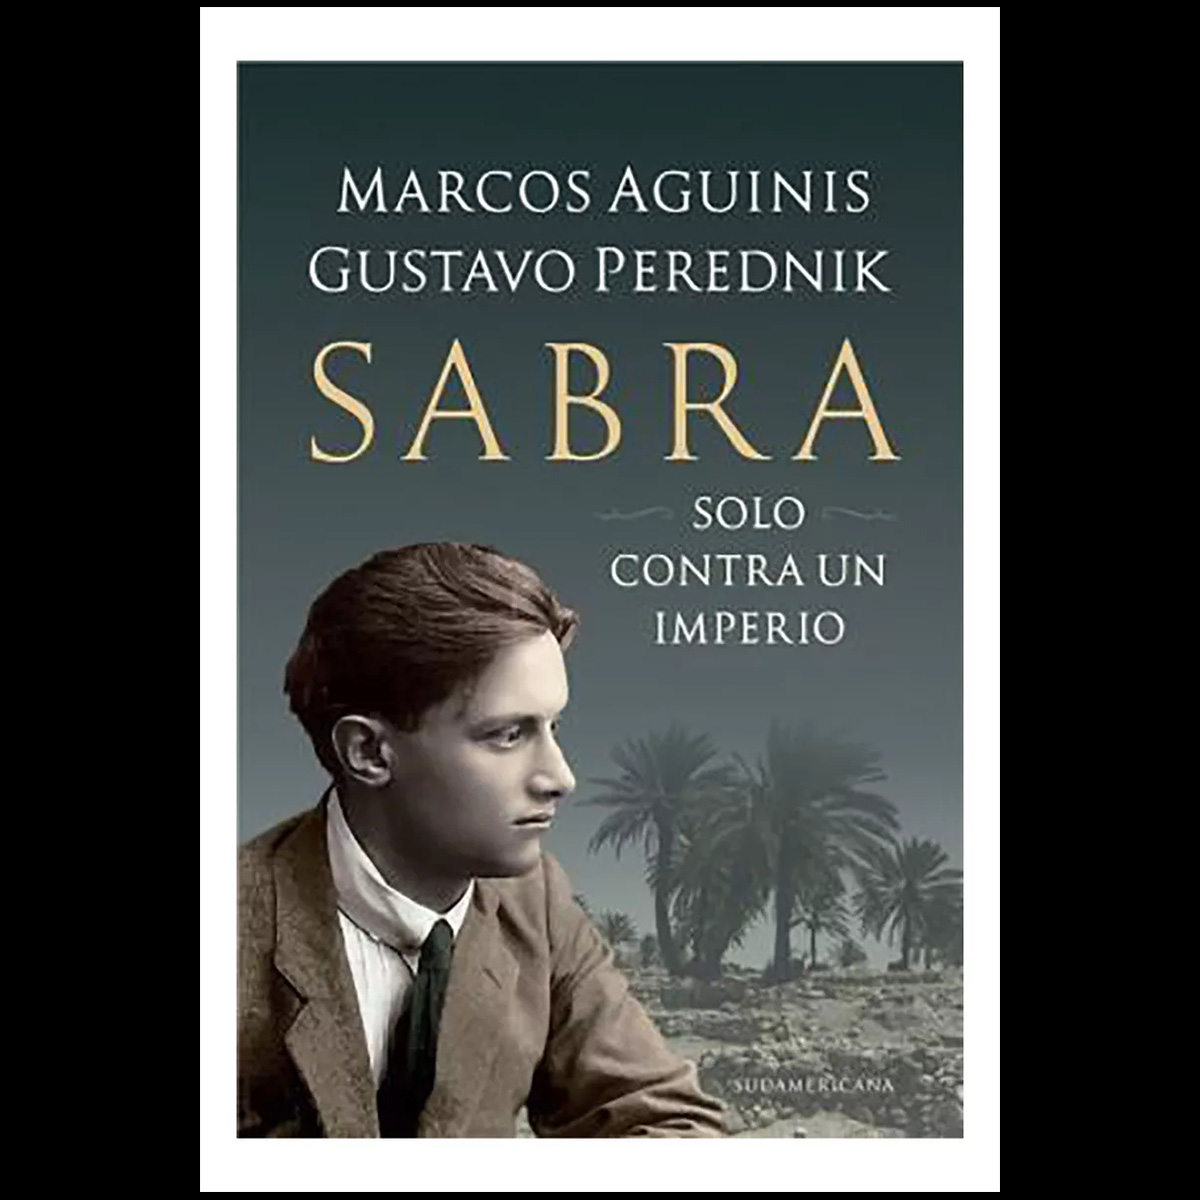 MARCOS AGUINIS
GUSTAVO PEREDNIK
SABRA
SOLO
CONTRA UN
IMPERIO
SUDAMERICANA